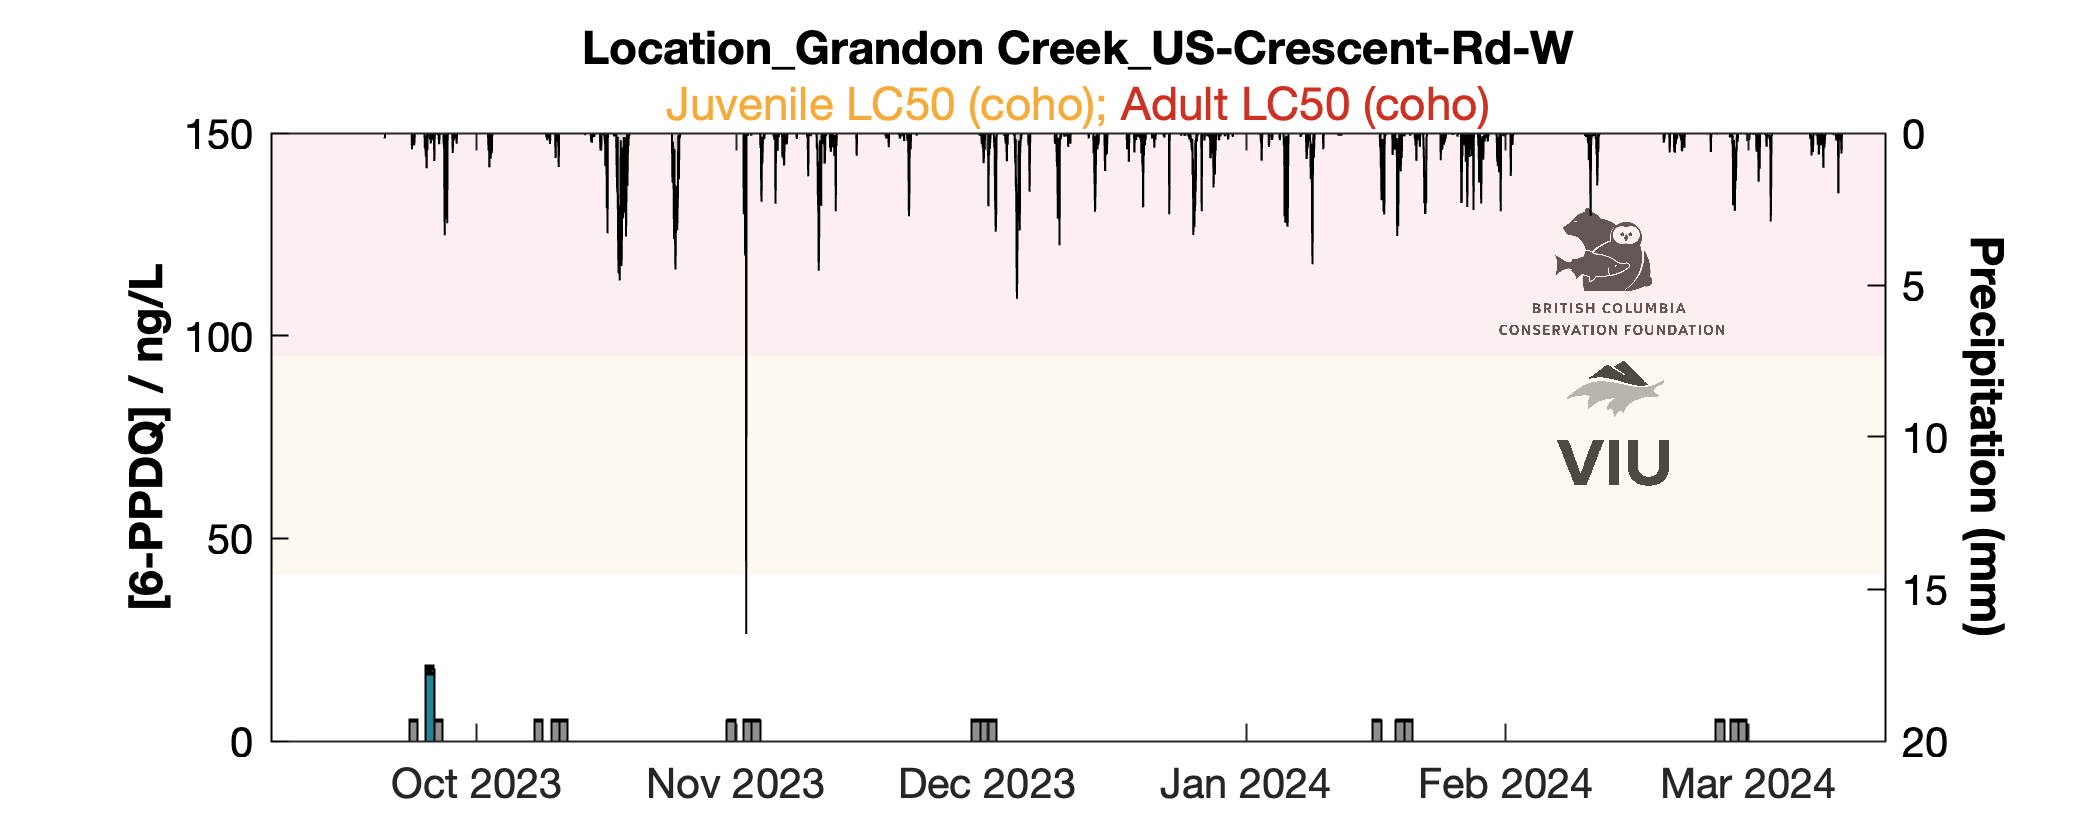 Location_Grandon Creek_US-Crescent-Rd-W
Juvenile LC50 (coho); Adult LC50 (coho)
150
100
50
0
[6-PPDQ] / ng/L
0
5
10
15
20
Precipitation (mm)
BRITISH COLUMBIA
CONSERVATION FOUNDATION
VIU
Oct 2023
Nov 2023
Dec 2023
Jan 2024
Feb 2024
Mar 2024